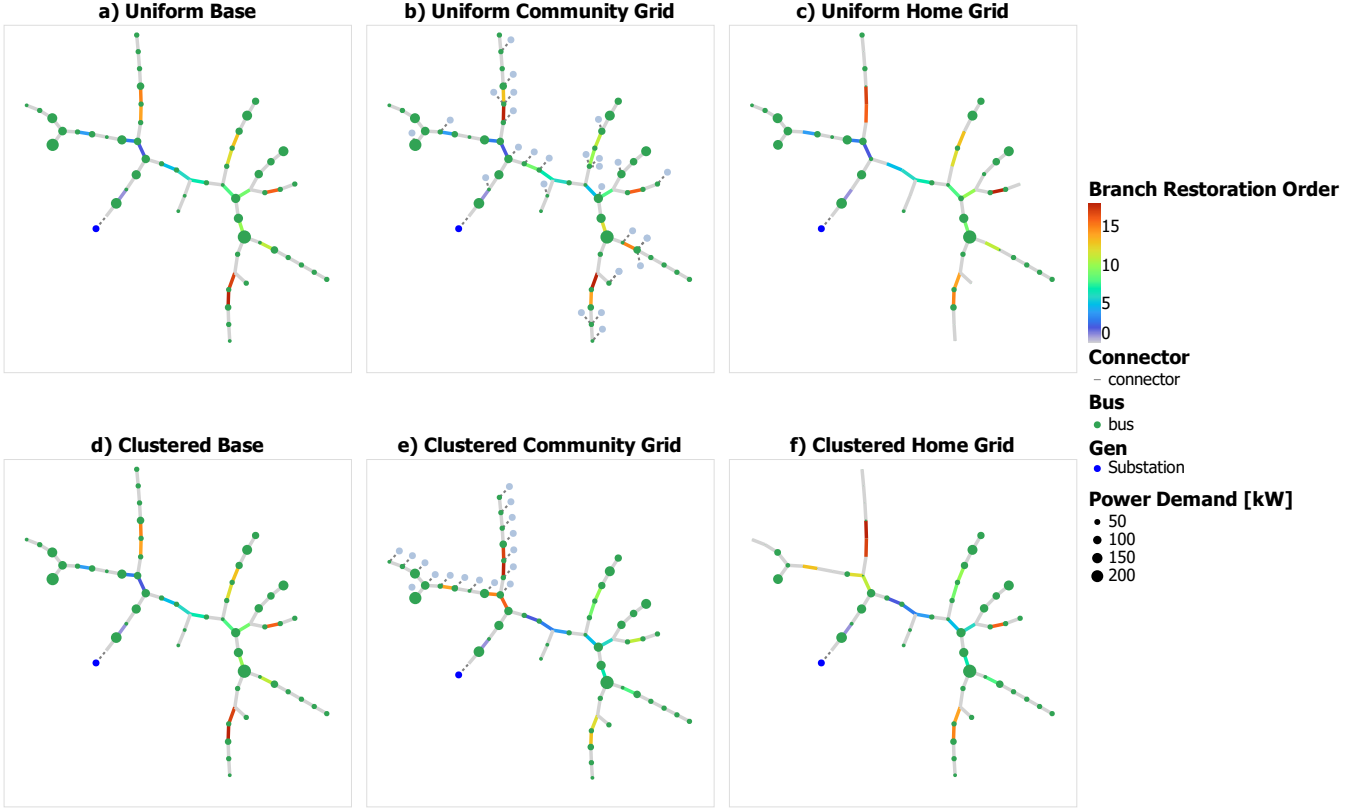 a) Uniform Base
b) Uniform Community Grid
c) Uniform Home Grid
Branch Restoration Order
15
10
5
0
Connector
connector
Bus
bus
Gen
Substation
Power Demand [kW]
50
100
150
200
d) Clustered Base
e) Clustered Community Grid
f) Clustered Home Grid